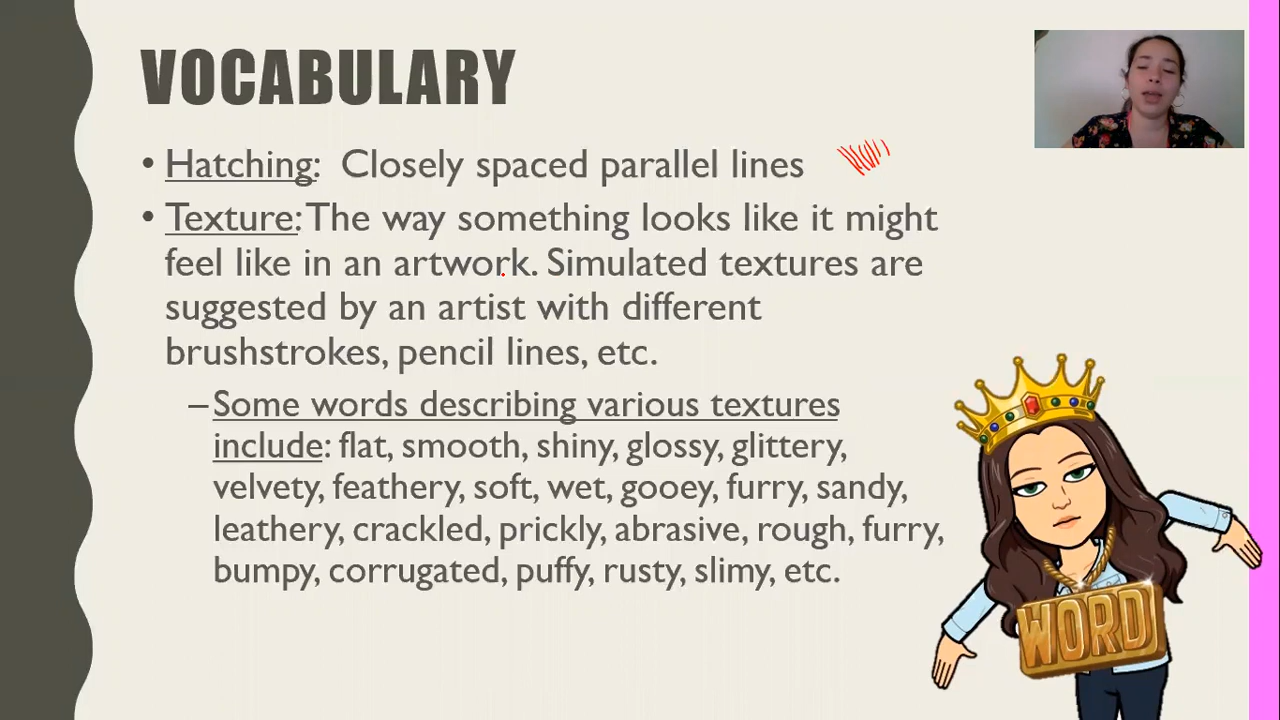 VOCABULARY
• Hatching: Closely spaced parallel lines
• Texture: The way something looks like it might
feel like in an artwork. Simulated textures are
suggested by an artist with different
brushstrokes, pencil lines, etc.
– Some words describing various textures
include: flat, smooth, shiny, glossy, glittery,
velvety, feathery, soft, wet, gooey, furry, sandy,
leathery, crackled, prickly, abrasive, rough, furry,
bumpy, corrugated, puffy, rusty, slimy, etc.
WORD